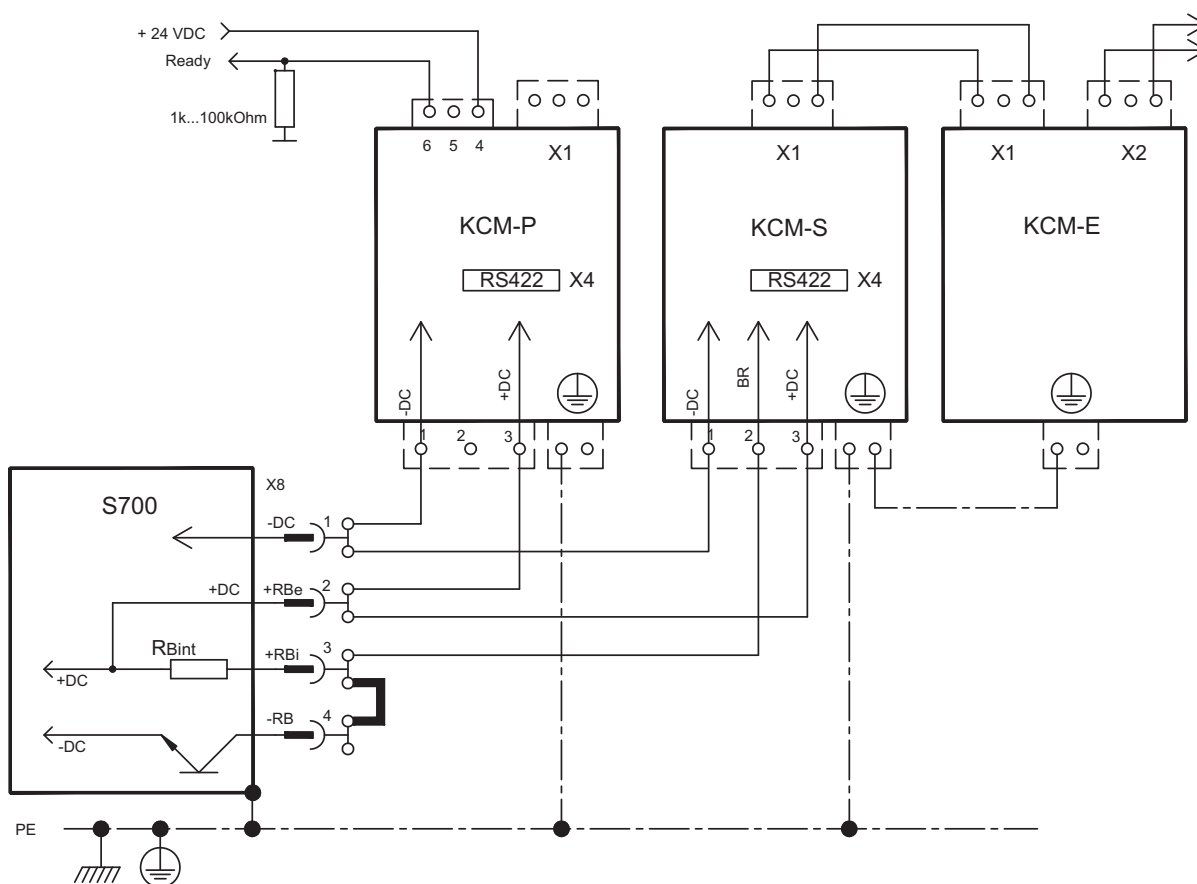 + 24 VDC
Ready
1k...100kOhm
6 5 4
X1
KCM-P
RS422 X4
-DC
+DC
1 2 3
X1
KCM-S
RS422 X4
-DC
BR
+DC
1 2 3
X1 X2
KCM-E
S700
X8
-DC 1
+DC +RBe 2
RBint +RBi 3
+DC
-RB 4
-DC
PE